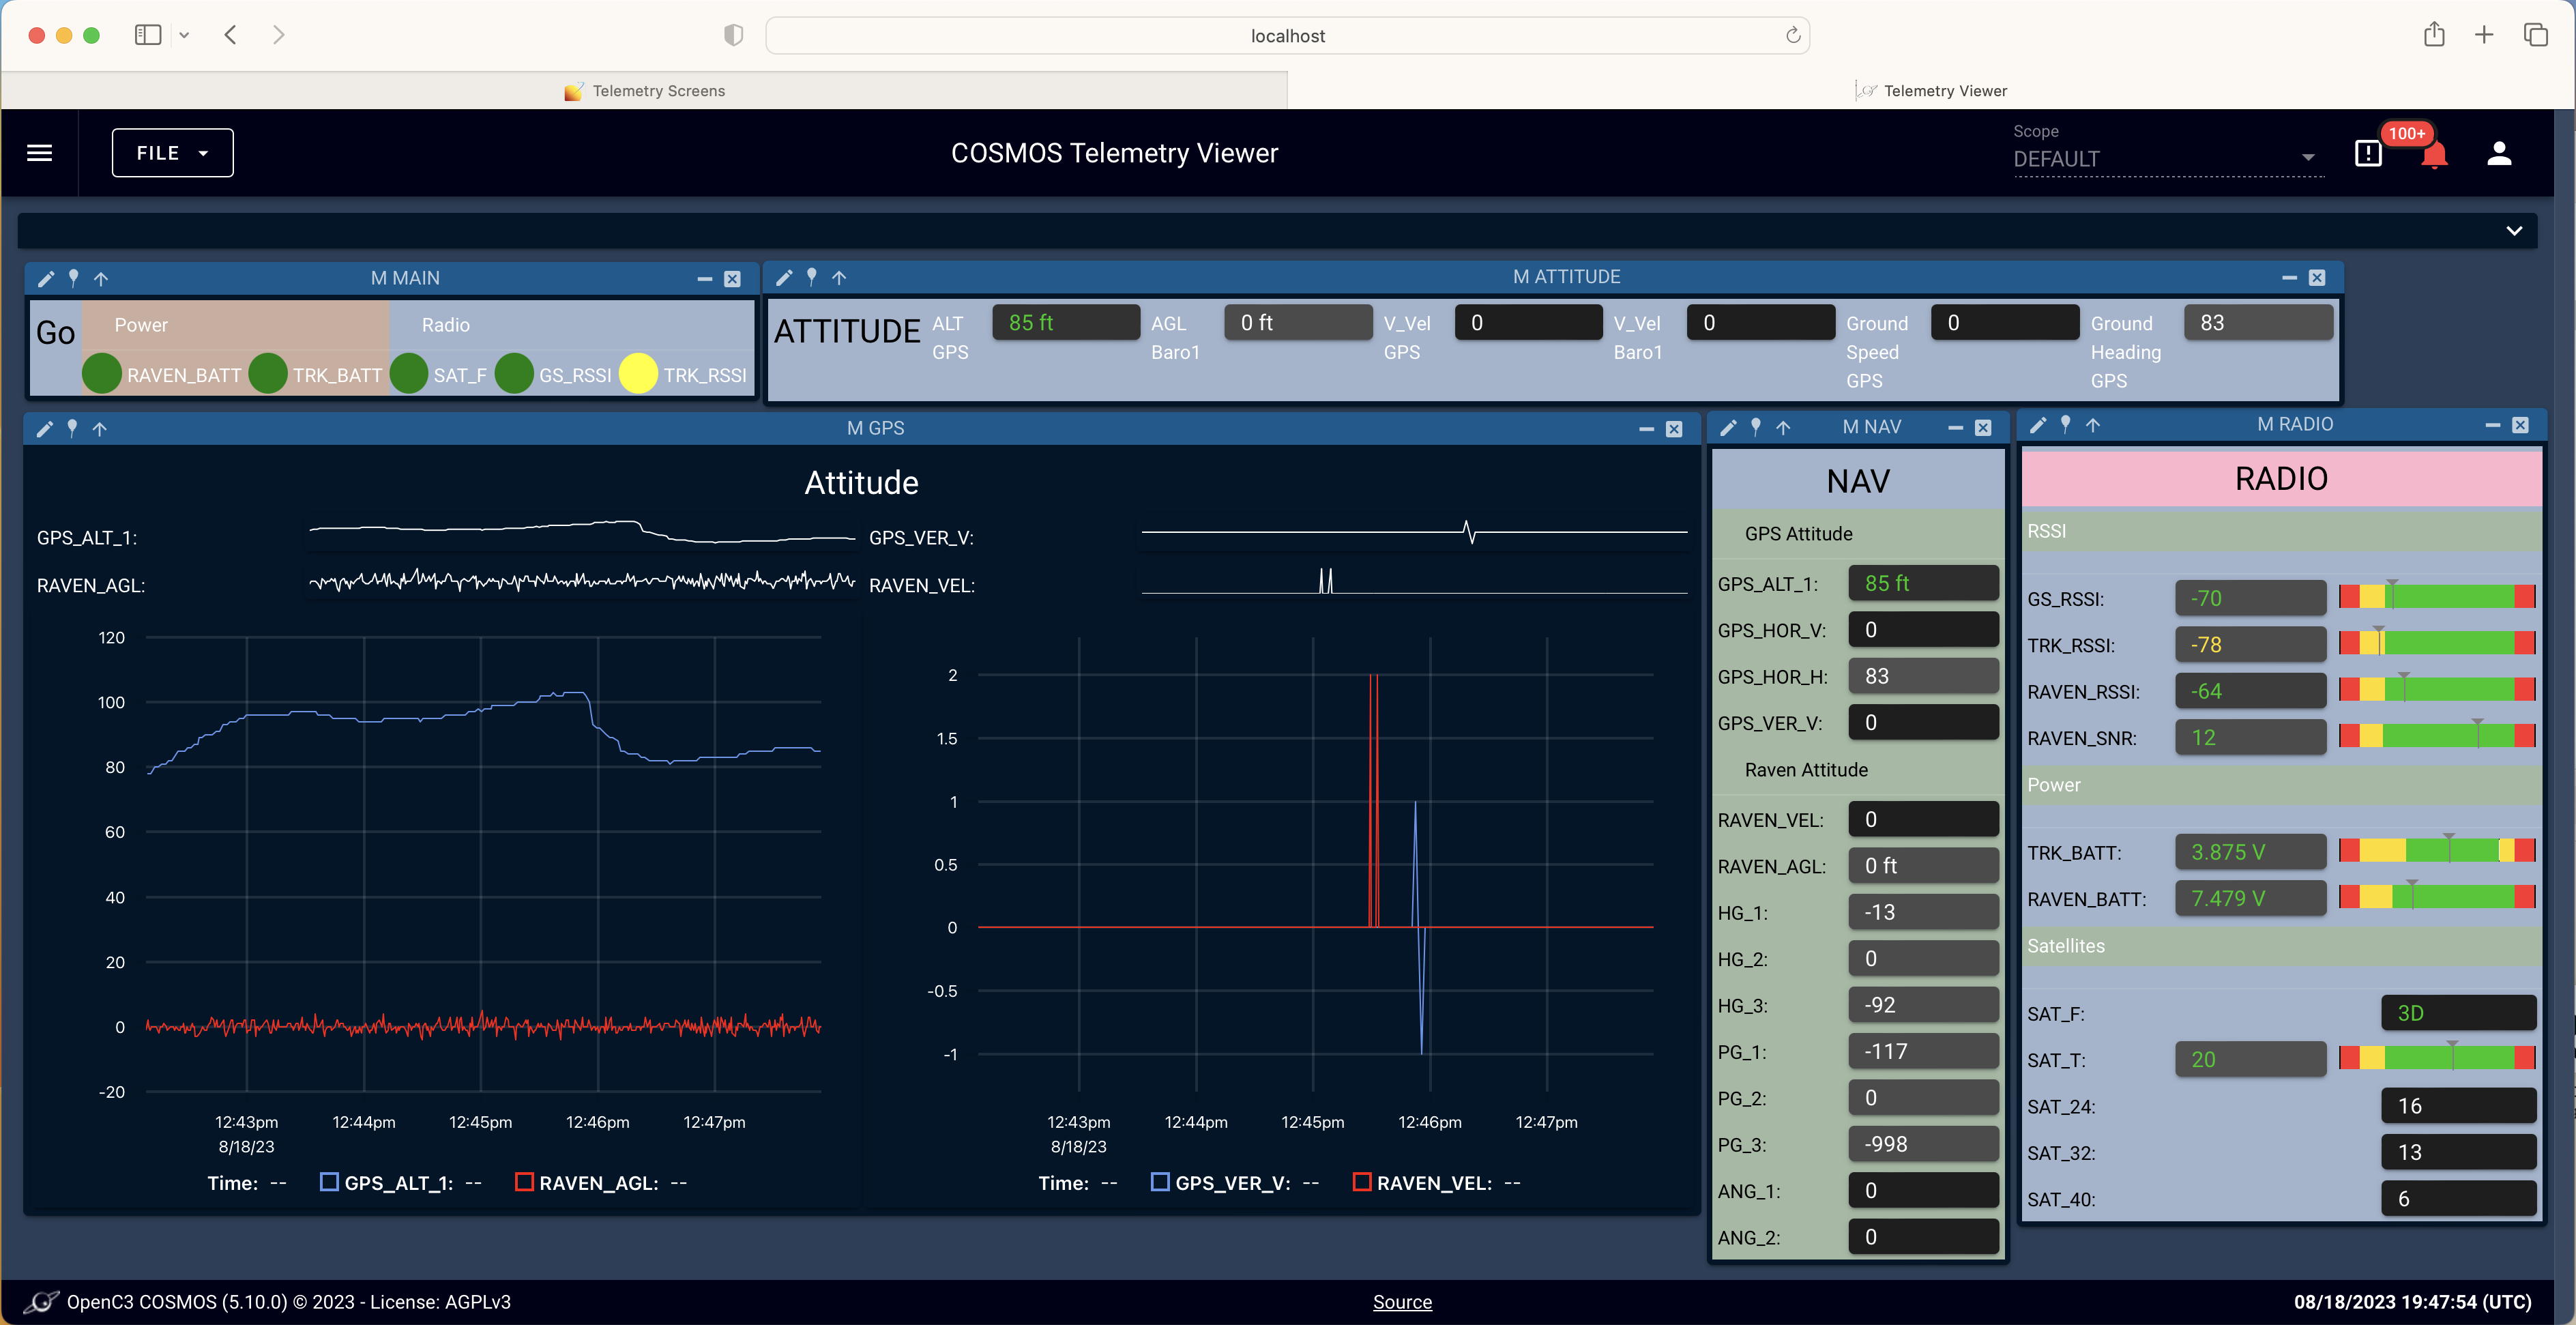 localhost
Telemetry Screens
Telemetry Viewer
FILE
COSMOS Telemetry Viewer
Scope
DEFAULT
100+
M MAIN
Go
Power
Radio
RAVEN_BATT
TRK_BATT
SAT_F
GS_RSSI
TRK_RSSI
M ATTITUDE
ATTITUDE
ALT GPS
85 ft
AGL Baro1
0 ft
V_Vel GPS
0
V_Vel Baro1
0
Ground Speed GPS
0
Ground Heading GPS
83
M GPS
Attitude
GPS_ALT_1:
GPS_VER_V:
RAVEN_AGL:
RAVEN_VEL:
120
100
80
60
40
20
0
-20
12:43pm 12:44pm 12:45pm 12:46pm 12:47pm
8/18/23
Time: -- GPS_ALT_1: -- RAVEN_AGL: --
2
1.5
1
0.5
0
-0.5
-1
12:43pm 12:44pm 12:45pm 12:46pm 12:47pm
8/18/23
Time: -- GPS_VER_V: -- RAVEN_VEL: --
M NAV
NAV
GPS Attitude
GPS_ALT_1: 85 ft
GPS_HOR_V: 0
GPS_HOR_H: 83
GPS_VER_V: 0
Raven Attitude
RAVEN_VEL: 0
RAVEN_AGL: 0 ft
HG_1: -13
HG_2: 0
HG_3: -92
PG_1: -117
PG_2: 0
PG_3: -998
ANG_1: 0
ANG_2: 0
M RADIO
RADIO
RSSI
GS_RSSI: -70
TRK_RSSI: -78
RAVEN_RSSI: -64
RAVEN_SNR: 12
Power
TRK_BATT: 3.875 V
RAVEN_BATT: 7.479 V
Satellites
SAT_F: 3D
SAT_T: 20
SAT_24: 16
SAT_32: 13
SAT_40: 6
OpenC3 COSMOS (5.10.0) © 2023 - License: AGPLv3
Source
08/18/2023 19:47:54 (UTC)